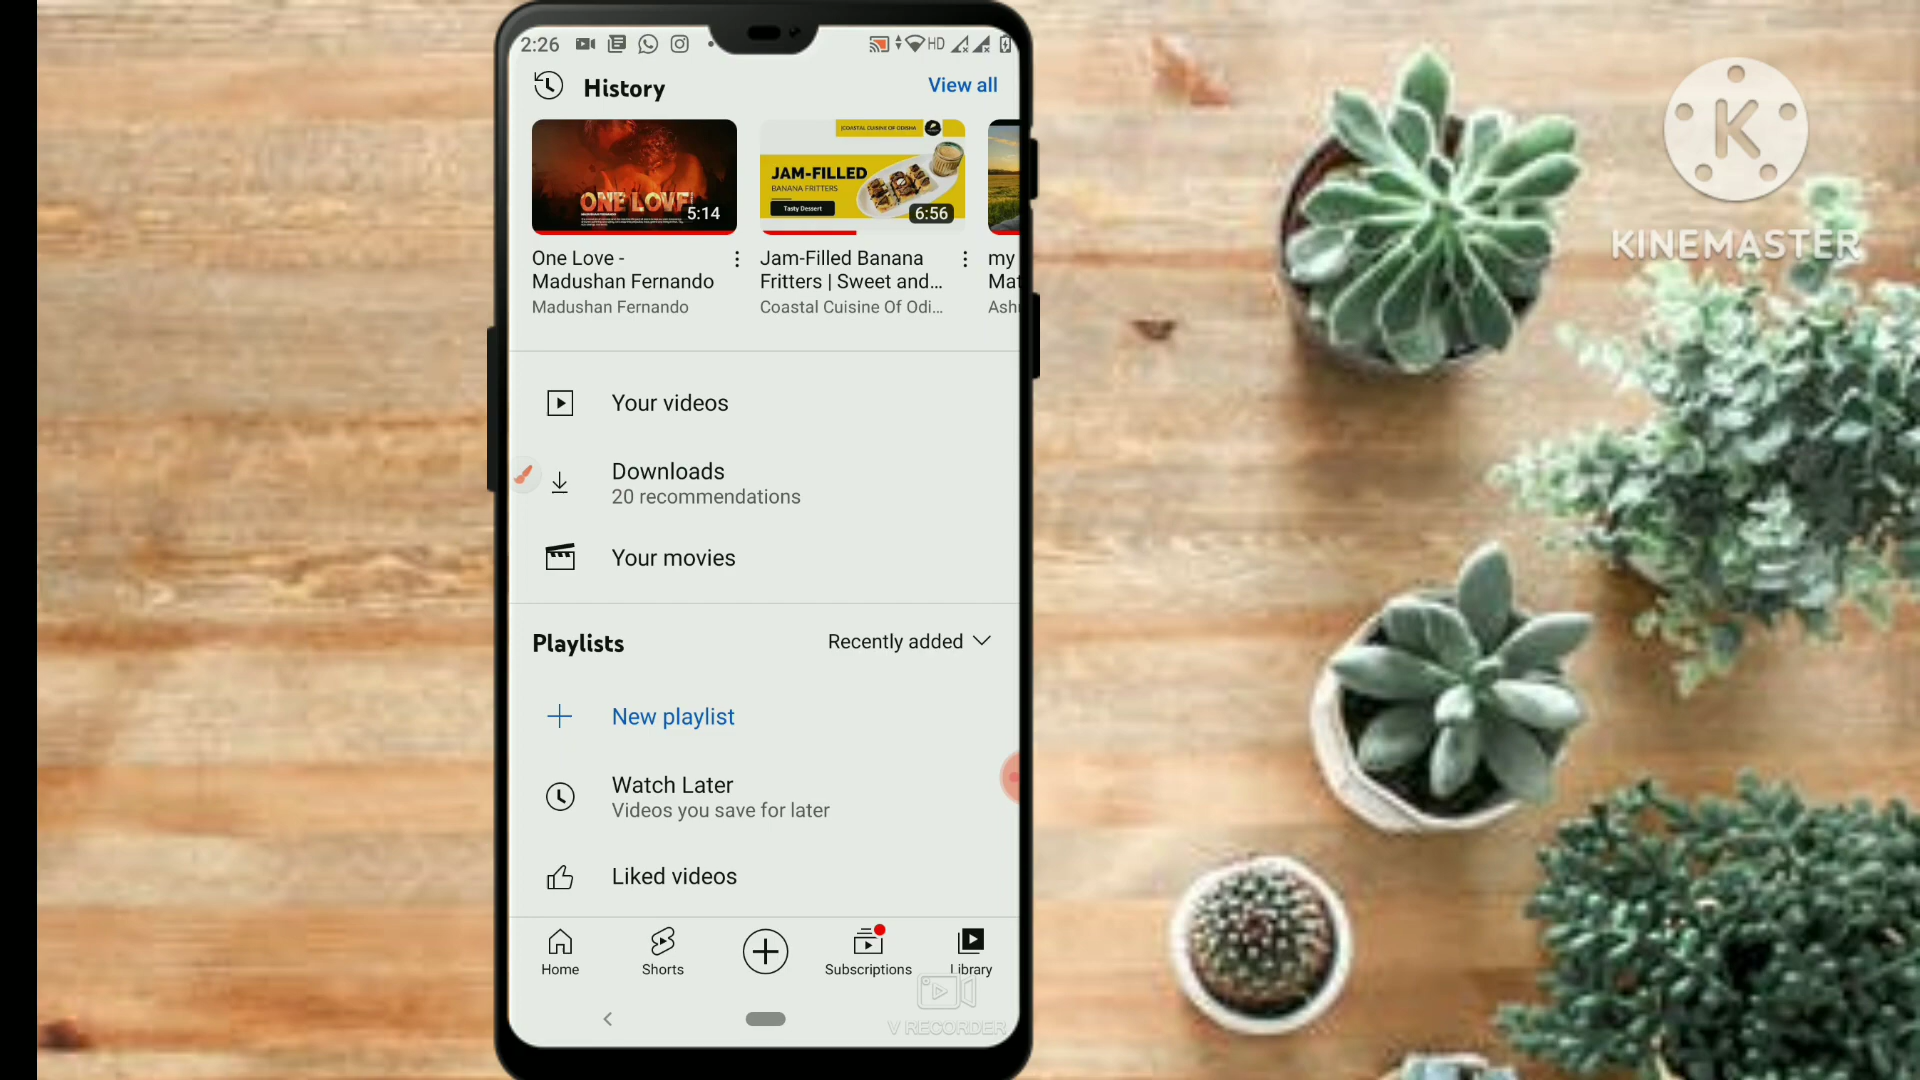 2:26
HD
History
View all
COASTAL CUISINE OF ODISHA
ONE LOVE!
5:14
JAM-FILLED
BANANA FRITTERS
Tasty Dessert
6:56
One Love -
Madushan Fernando
Madushan Fernando
Jam-Filled Banana
Fritters | Sweet and...
Coastal Cuisine Of Odi...
my
Mat
Ash
Your videos
Downloads
20 recommendations
Your movies
Playlists
Recently added
New playlist
Watch Later
Videos you save for later
Liked videos
Home
Shorts
Subscriptions
Library
V RECORDER
K
KINEMASTER